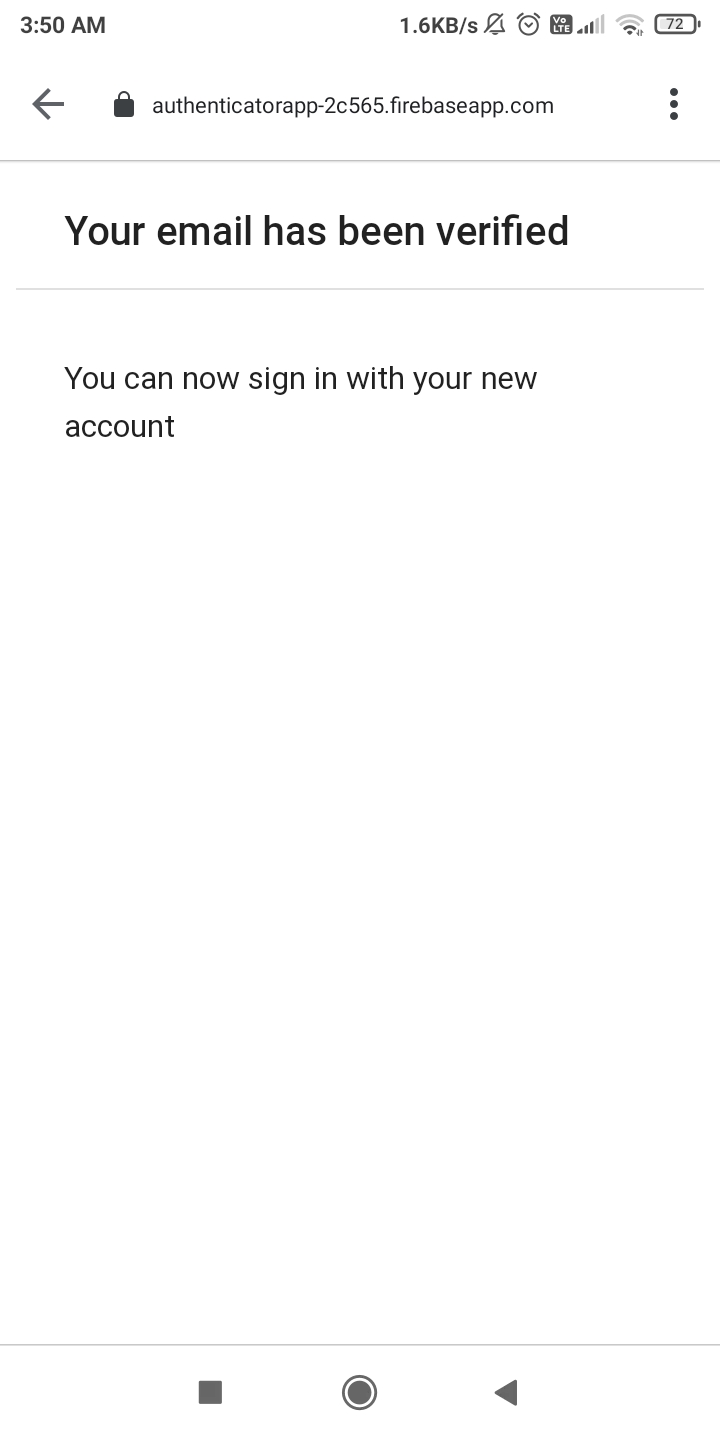 3:50 AM 1.6KB/s Vo LTE 72
authenticatorapp-2c565.firebaseapp.com
Your email has been verified
You can now sign in with your new
account